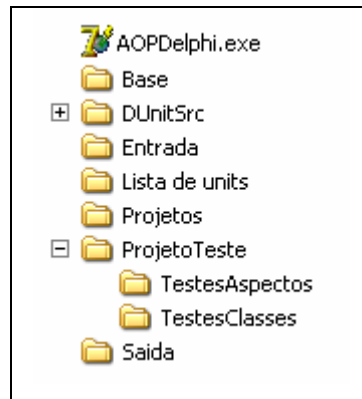 AOPDelphi.exe
Base
DUnitSrc
Entrada
Lista de units
Projetos
ProjetoTeste
TestesAspectos
TestesClasses
Saida